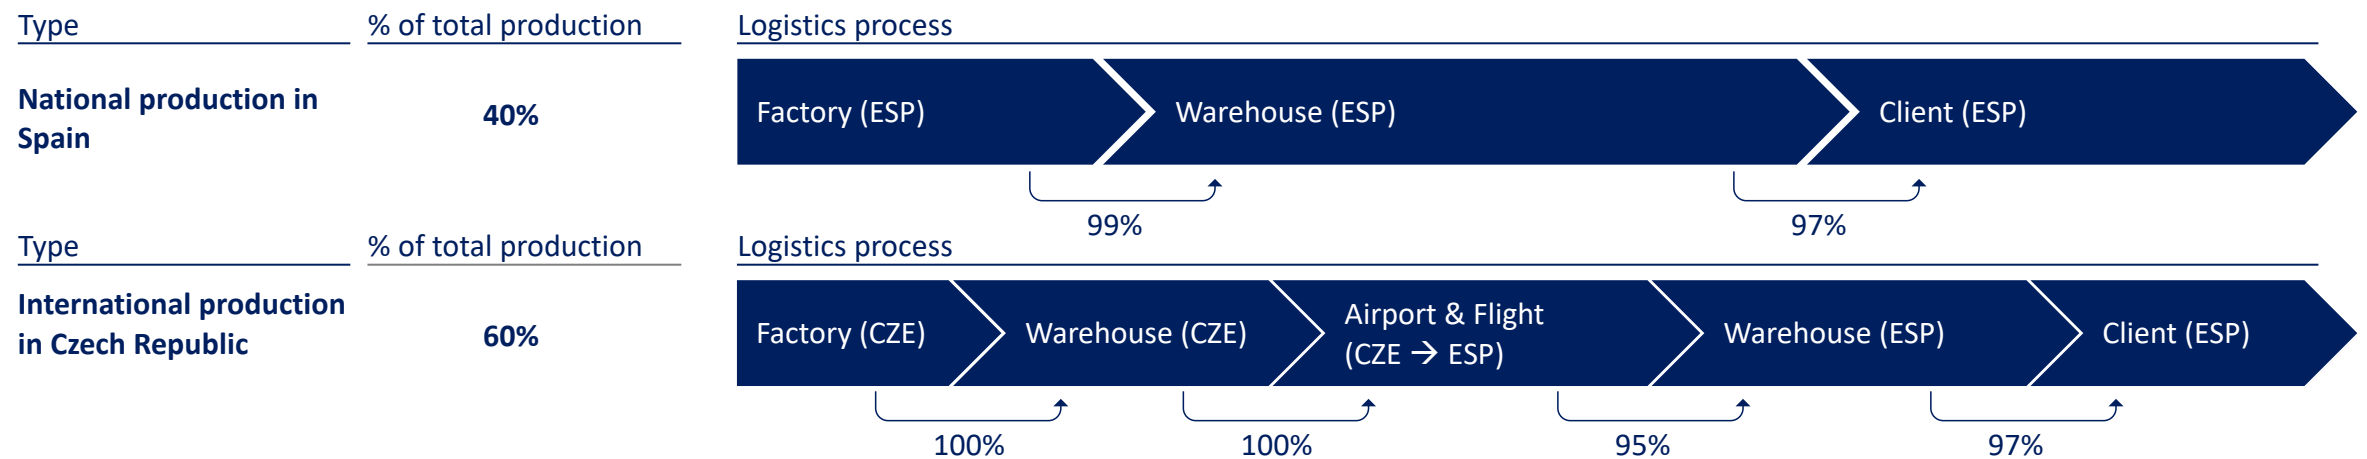 Type
% of total production
Logistics process
National production in
Spain
40%
Factory (ESP)
Warehouse (ESP)
Client (ESP)
99%
97%
Type
% of total production
Logistics process
International production
in Czech Republic
60%
Factory (CZE)
Warehouse (CZE)
Airport & Flight
(CZE → ESP)
Warehouse (ESP)
Client (ESP)
100%
100%
95%
97%